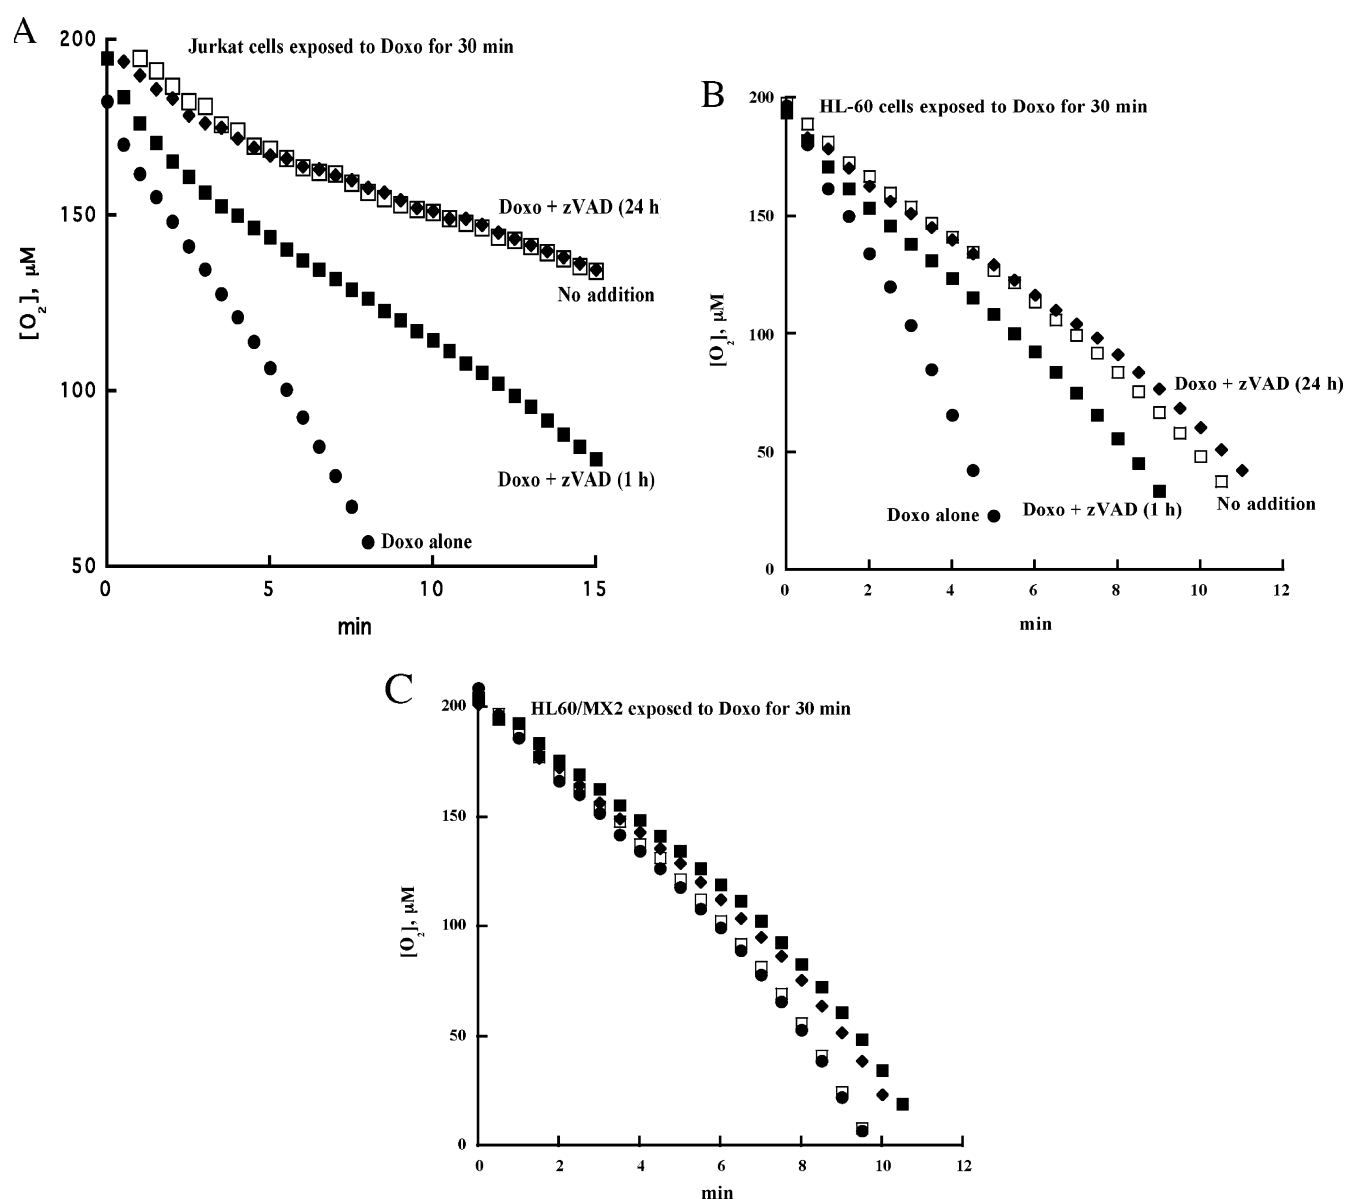 A
Jurkat cells exposed to Doxo for 30 min
200
150
100
50
[O2], µM
Doxo + zVAD (24 h
No addition
Doxo + zVAD (1 h)
Doxo alone
0 5 10 15
min
B
HL-60 cells exposed to Doxo for 30 min
200
150
100
50
0
[O2], µM
Doxo + zVAD (24 h)
No addition
Doxo + zVAD (1 h)
Doxo alone
0 2 4 6 8 10 12
min
C
HL60/MX2 exposed to Doxo for 30 min
200
150
100
50
0
[O2], µM
0 2 4 6 8 10 12
min